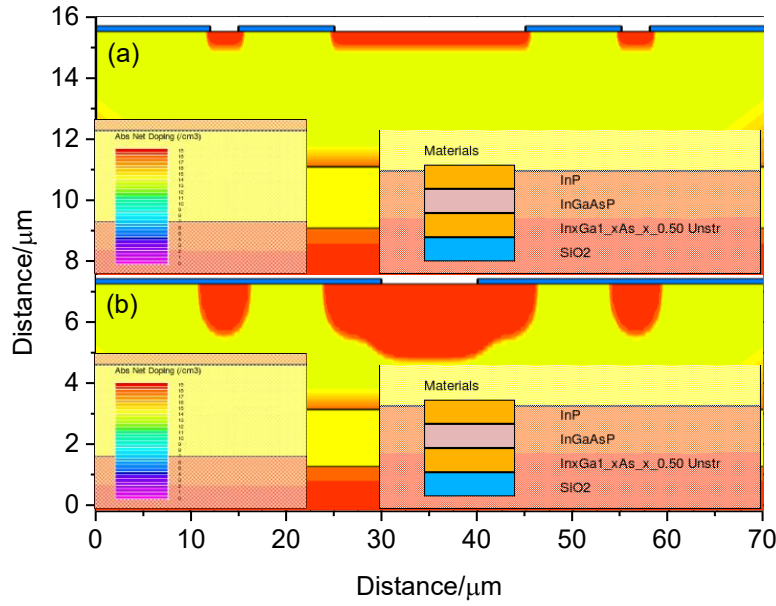 16
(a)
14
Distance/μm
12
Abs Net Doping (/cm3)
Materials
InP
InGaAsP
InxGa1_xAs_x_0.50 Unstr
SiO2
10
8
(b)
6
4
Abs Net Doping (/cm3)
Materials
InP
InGaAsP
InxGa1_xAs_x_0.50 Unstr
SiO2
2
0
0 10 20 30 40 50 60 70
Distance/μm